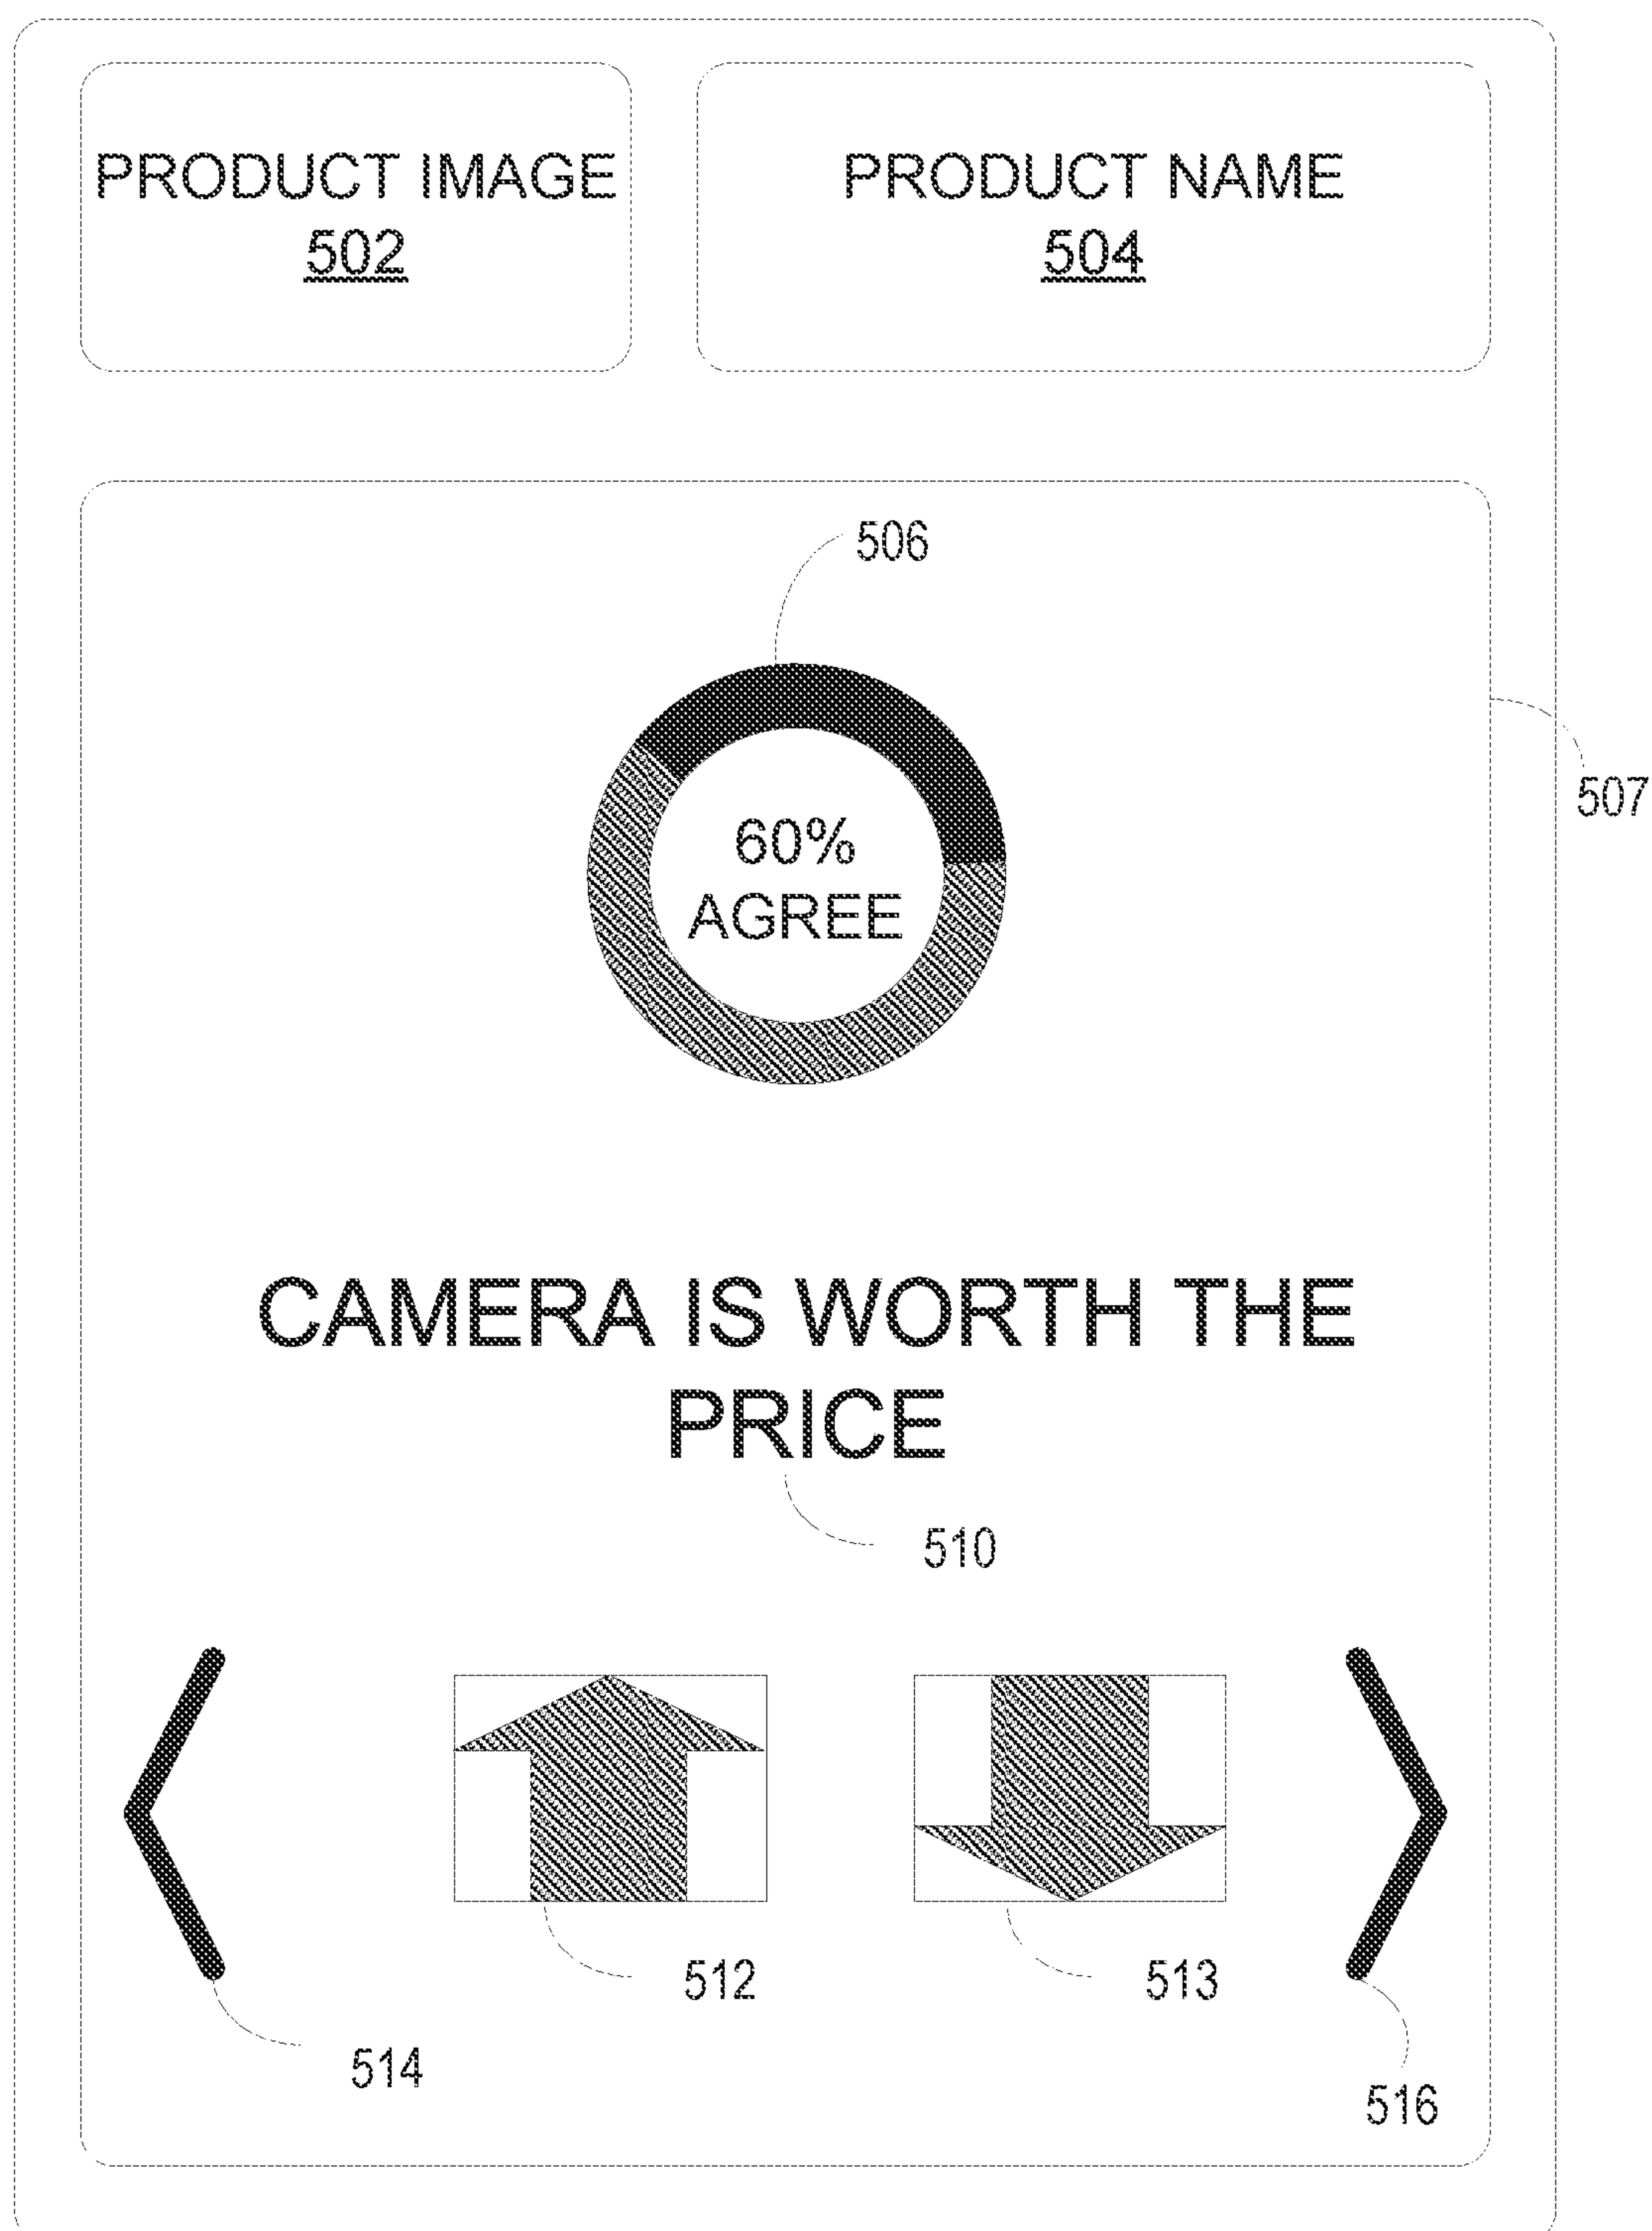 PRODUCT IMAGE
502
PRODUCT NAME
504
506
507
60%
AGREE
CAMERA IS WORTH THE
PRICE
510
512
513
514
516